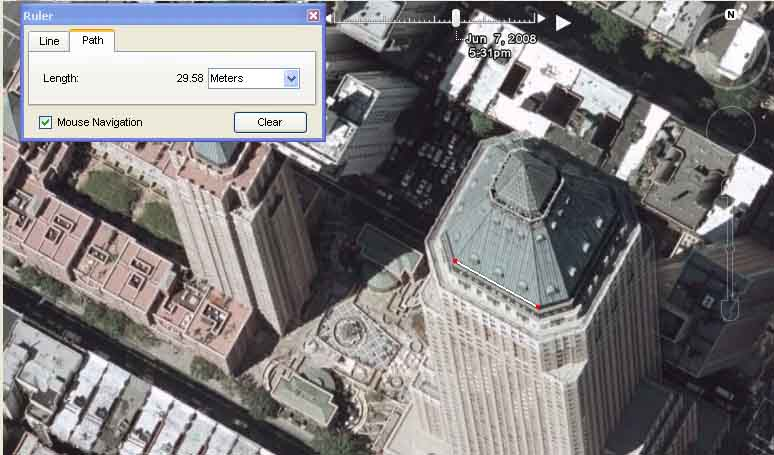 Ruler
Line Path
Length: 29.58 Meters
Mouse Navigation Clear
Jun 7, 2008
5:31pm
N